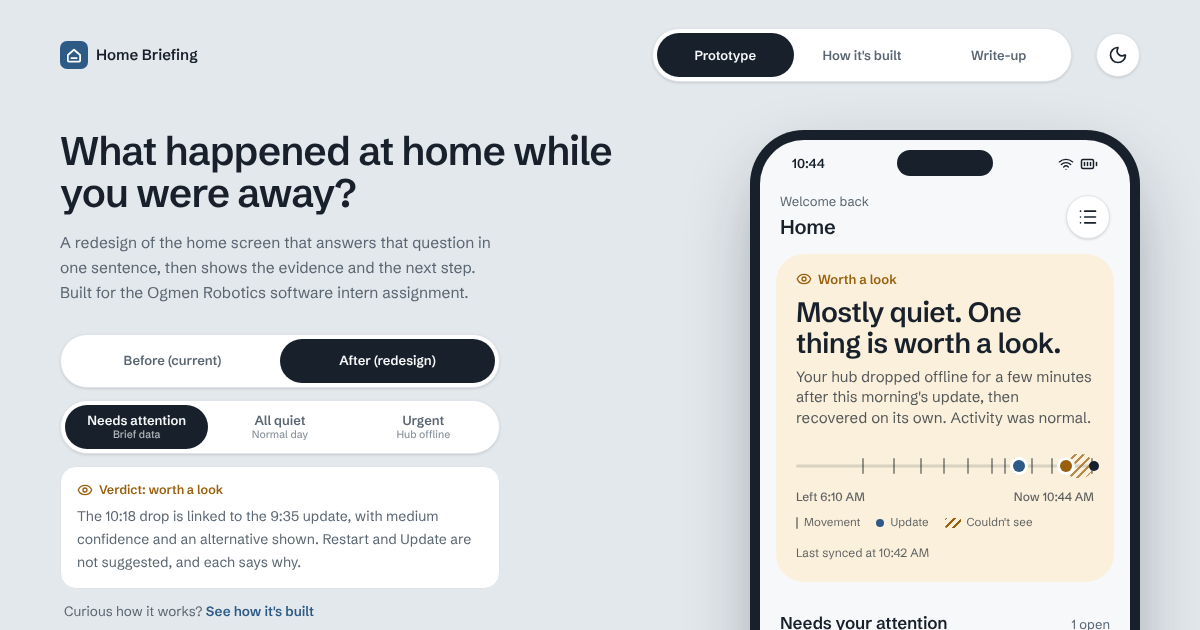 Home Briefing
Prototype
How it's built
Write-up
What happened at home while
you were away?
A redesign of the home screen that answers that question in
one sentence, then shows the evidence and the next step.
Built for the Ogmen Robotics software intern assignment.
Before (current)
After (redesign)
Needs attention
Brief data
All quiet
Normal day
Urgent
Hub offline
Verdict: worth a look
The 10:18 drop is linked to the 9:35 update, with medium
confidence and an alternative shown. Restart and Update are
not suggested, and each says why.
Curious how it works? See how it's built
10:44
Welcome back
Home
Worth a look
Mostly quiet. One
thing is worth a look.
Your hub dropped offline for a few minutes
after this morning's update, then
recovered on its own. Activity was normal.
Left 6:10 AM
Now 10:44 AM
Movement
Update
Couldn't see
Last synced at 10:42 AM
Needs your attention
1 open